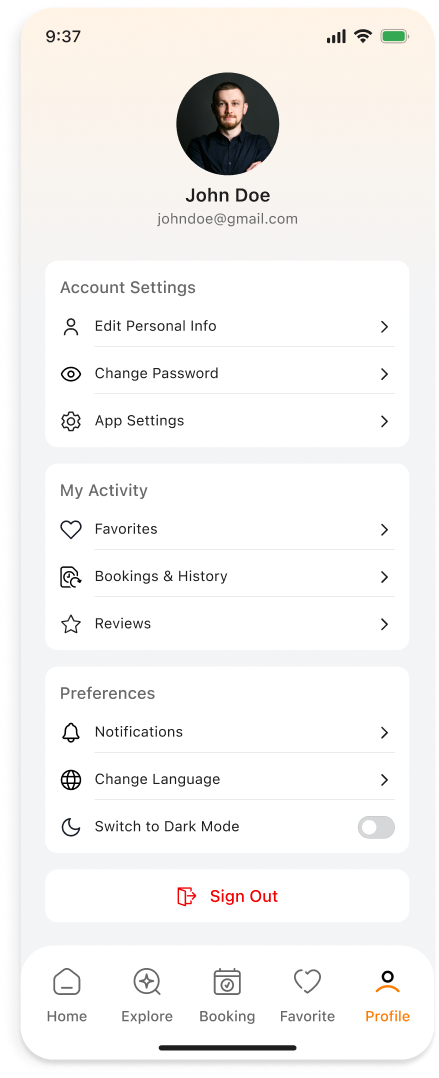 9:37
John Doe
johndoe@gmail.com
Account Settings
Edit Personal Info
Change Password
App Settings
My Activity
Favorites
Bookings & History
Reviews
Preferences
Notifications
Change Language
Switch to Dark Mode
Sign Out
Home Explore Booking Favorite Profile